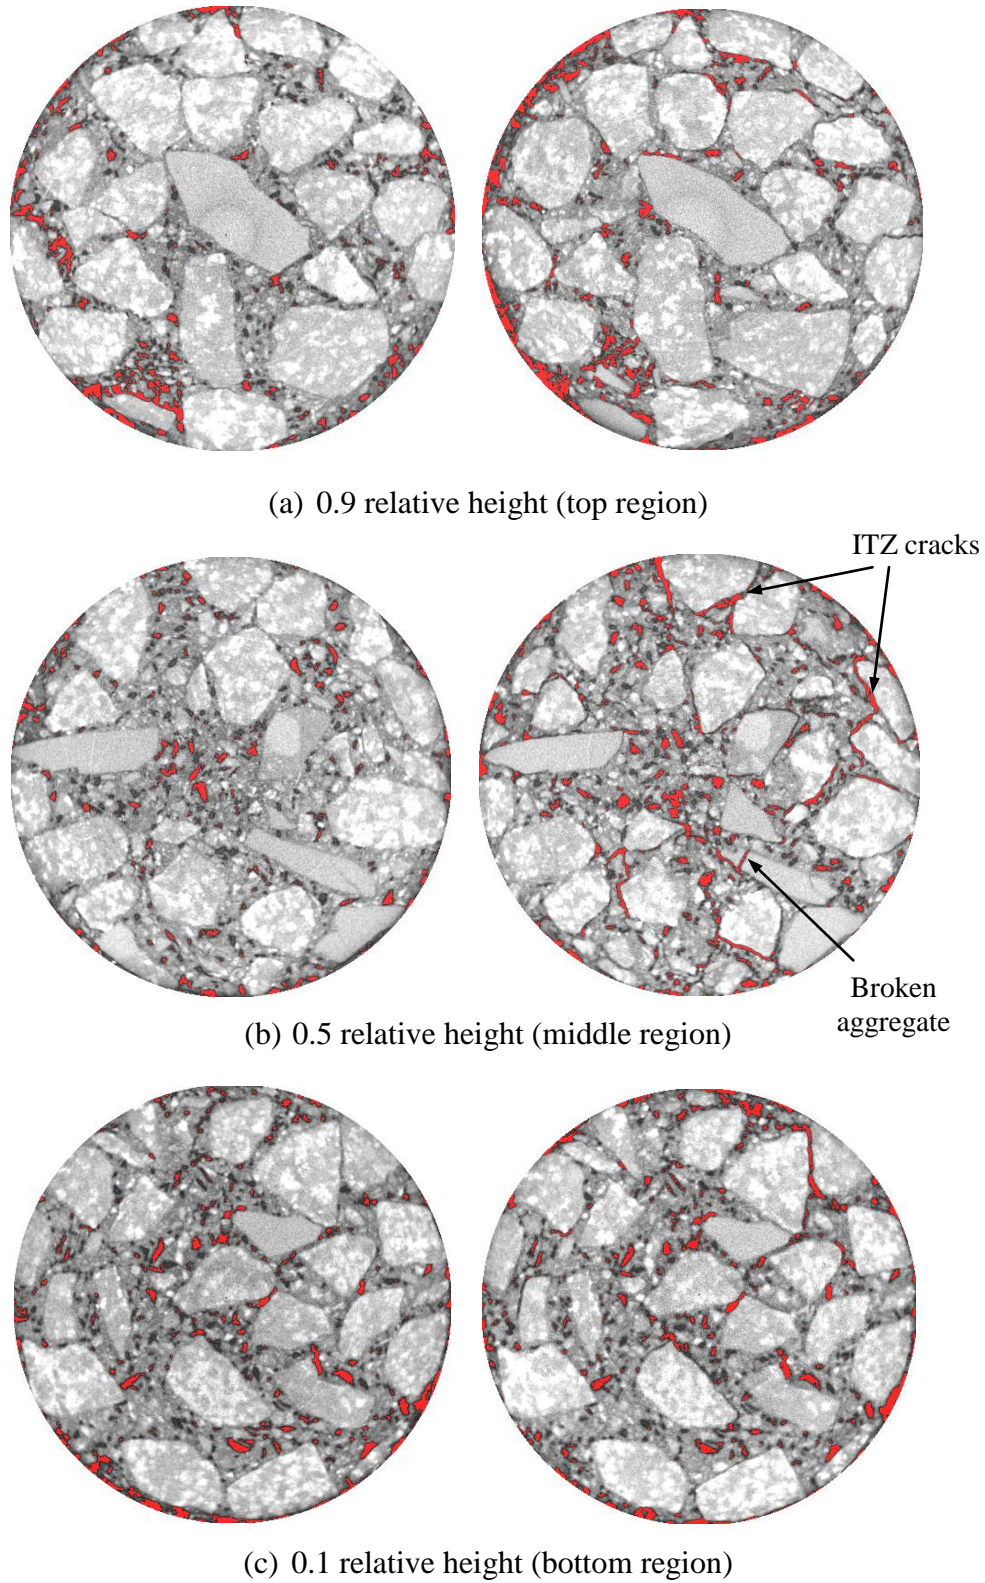 (a) 0.9 relative height (top region)
ITZ cracks
Broken
aggregate
(b) 0.5 relative height (middle region)
(c) 0.1 relative height (bottom region)